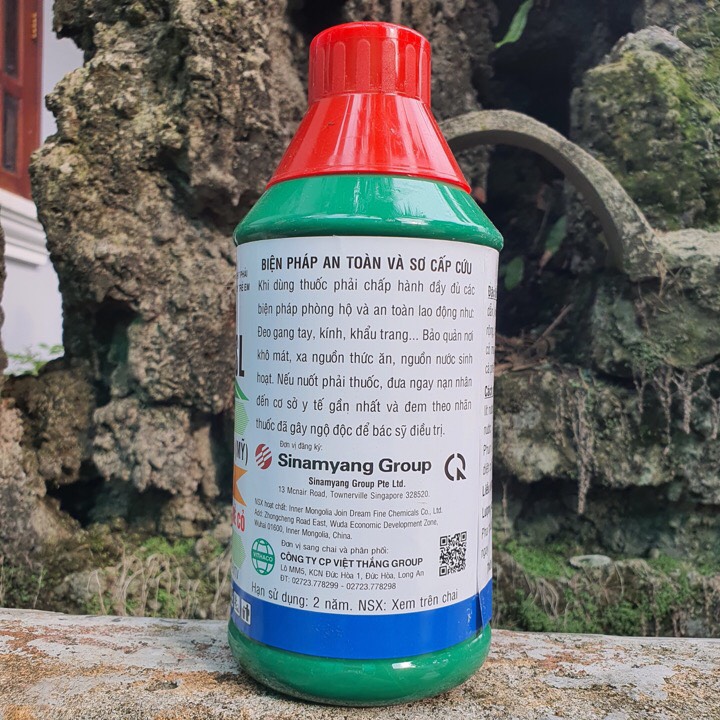 BIỆN PHÁP AN TOÀN VÀ SƠ CẤP CỨU
Khi dùng thuốc phải chấp hành đầy đủ các
biện pháp phòng hộ và an toàn lao động như:
Đeo gang tay, kính, khẩu trang... Bảo quản nơi
khô mát, xa nguồn thức ăn, nguồn nước sinh
hoạt. Nếu nuốt phải thuốc, đưa ngay nạn nhân
đến cơ sở y tế gần nhất và đem theo nhãn
thuốc đã gây ngộ độc để bác sỹ điều trị.
Đơn vị đăng ký:
Sinamyang Group
Sinamyang Group Pte Ltd.
13 Mcnair Road, Townerville Singapore 328520.
NSX hoạt chất: Inner Mongolia Join Dream Fine Chemicals Co., Ltd.
Add: Zhongcheng Road East, Wuda Economic Development Zone,
Wuhai 01600, Inner Mongolia, China.
Đơn vị sang chai và phân phối:
VITHACO
CÔNG TY CP VIỆT THẮNG GROUP
Lô MM5, KCN Đức Hòa 1, Đức Hòa, Long An
ĐT: 02723.778299 - 02723.778298
Hạn sử dụng: 2 năm. NSX: Xem trên chai
TRẺ EM
MỸ)
CỎ